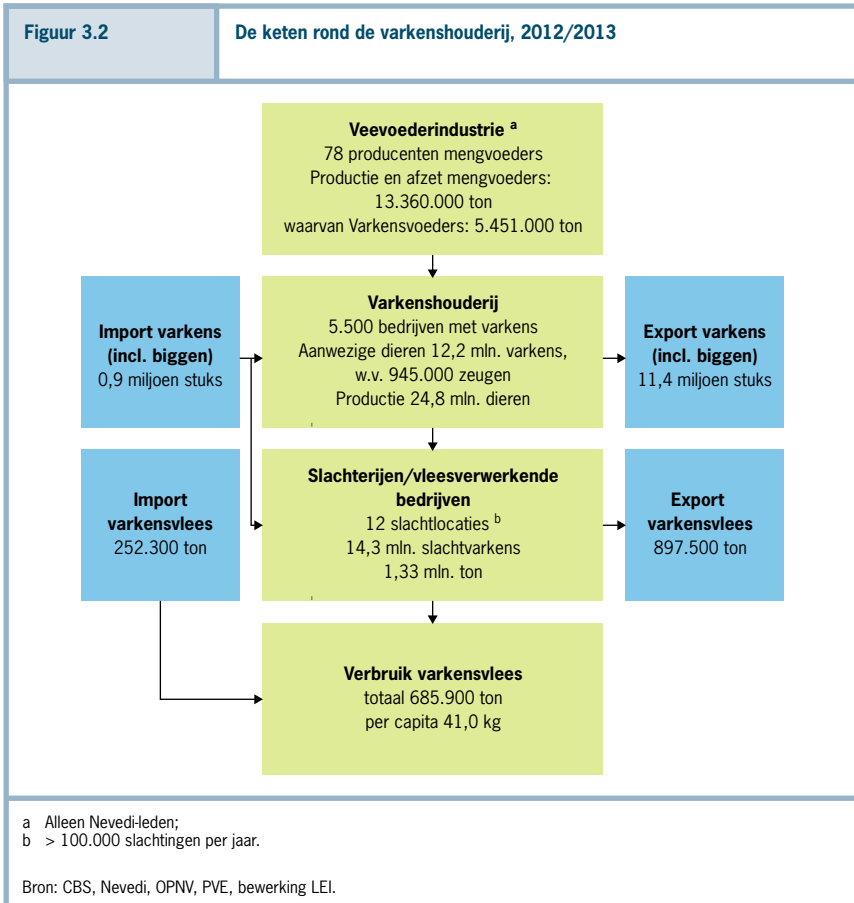 Figuur 3.2
De keten rond de varkenshouderij, 2012/2013
Veevoederindustrie a
78 producenten mengvoeders
Productie en afzet mengvoeders:
13.360.000 ton
waarvan Varkensvoeders: 5.451.000 ton
Import varkens
(incl. biggen)
0,9 miljoen stuks
Varkenshouderij
5.500 bedrijven met varkens
Aanwezige dieren 12,2 mln. varkens,
w.v. 945.000 zeugen
Productie 24,8 mln. dieren
Export varkens
(incl. biggen)
11,4 miljoen stuks
Import
varkensvlees
252.300 ton
Slachterijen/vleesverwerkende
bedrijven
12 slachtlocaties b
14,3 mln. slachtvarkens
1,33 mln. ton
Export
varkensvlees
897.500 ton
Verbruik varkensvlees
totaal 685.900 ton
per capita 41,0 kg
a Alleen Nevedi-leden;
b > 100.000 slachtingen per jaar.
Bron: CBS, Nevedi, OPNV, PVE, bewerking LEI.